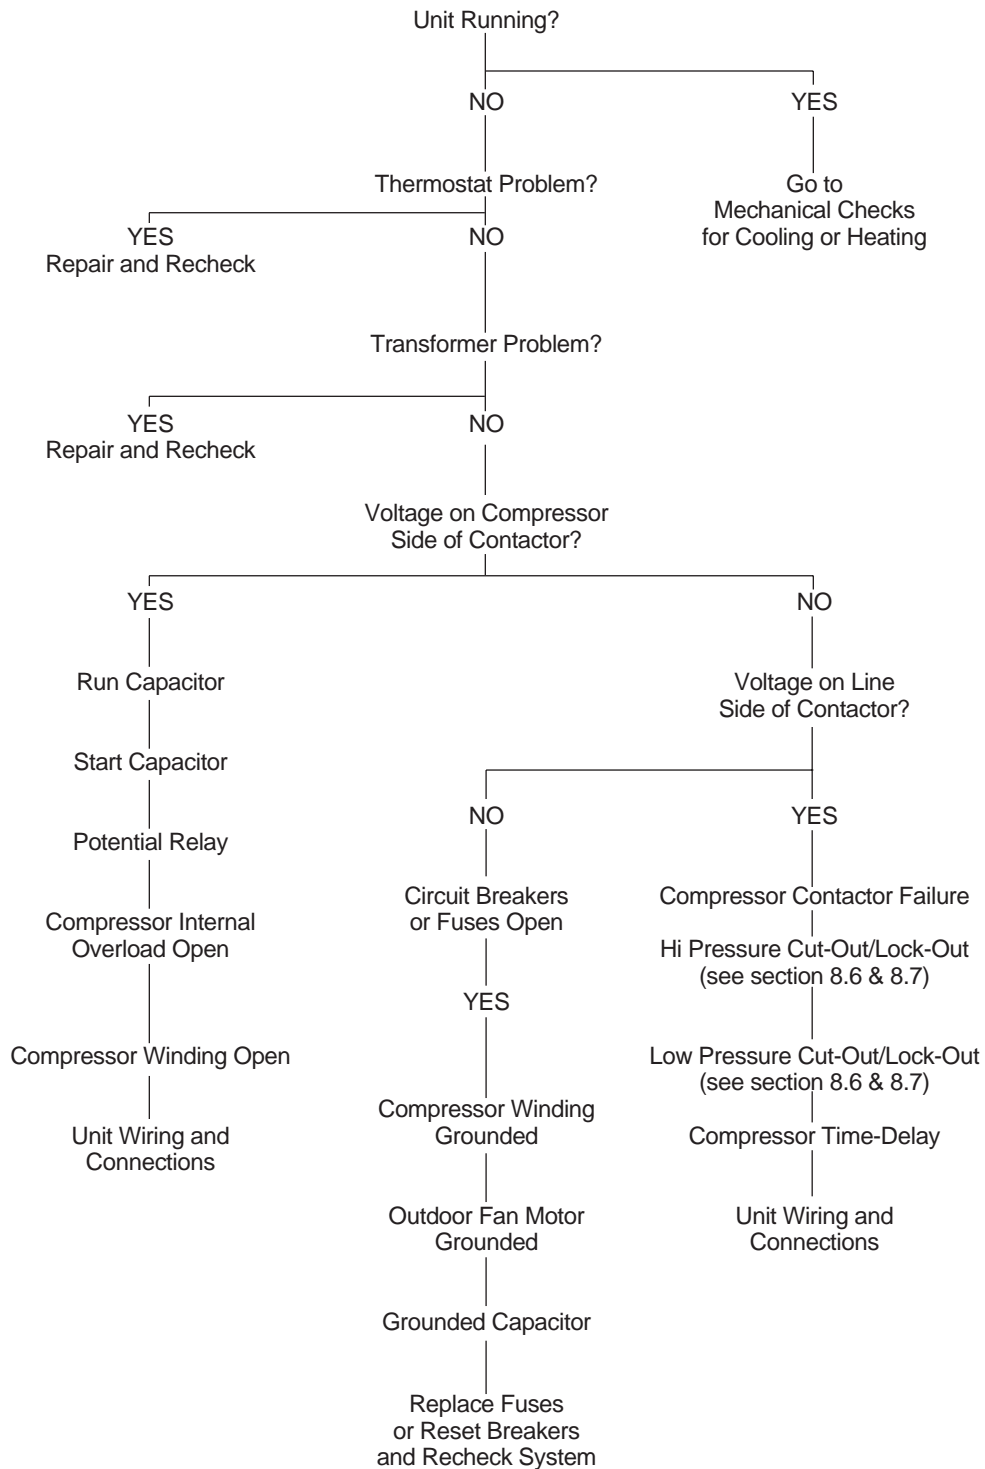 Unit Running?
NO
YES
Thermostat Problem?
Go to
Mechanical Checks
for Cooling or Heating
YES
Repair and Recheck
NO
Transformer Problem?
YES
Repair and Recheck
NO
Voltage on Compressor
Side of Contactor?
YES
NO
Run Capacitor
Start Capacitor
Potential Relay
Compressor Internal
Overload Open
Compressor Winding Open
Unit Wiring and
Connections
Voltage on Line
Side of Contactor?
NO
YES
Circuit Breakers
or Fuses Open
YES
Compressor Winding
Grounded
Outdoor Fan Motor
Grounded
Grounded Capacitor
Replace Fuses
or Reset Breakers
and Recheck System
Compressor Contactor Failure
Hi Pressure Cut-Out/Lock-Out
(see section 8.6 & 8.7)
Low Pressure Cut-Out/Lock-Out
(see section 8.6 & 8.7)
Compressor Time-Delay
Unit Wiring and
Connections